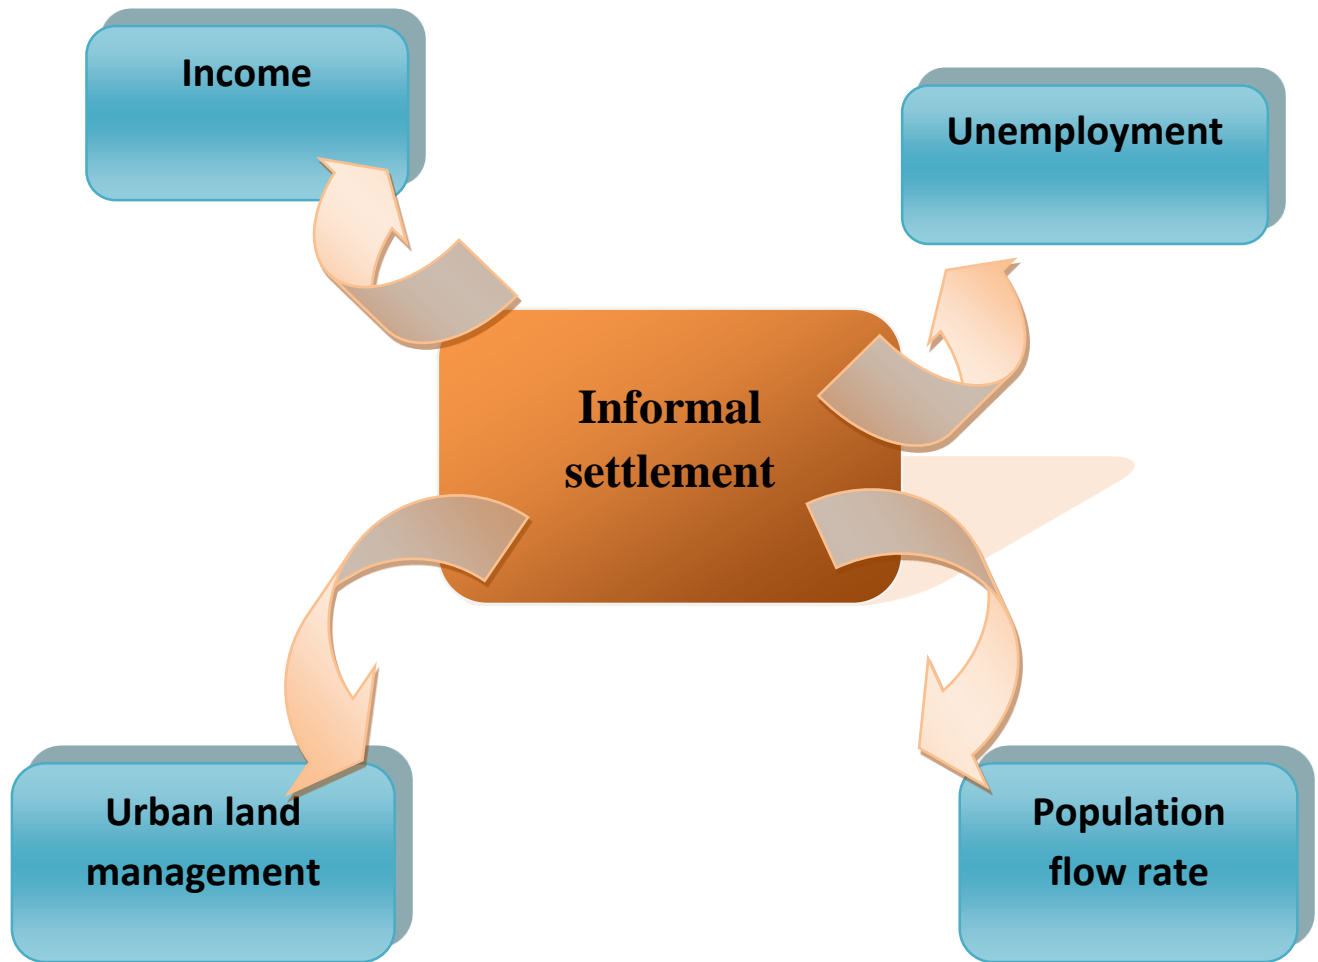 Income
Unemployment
Informal
settlement
Urban land
management
Population
flow rate